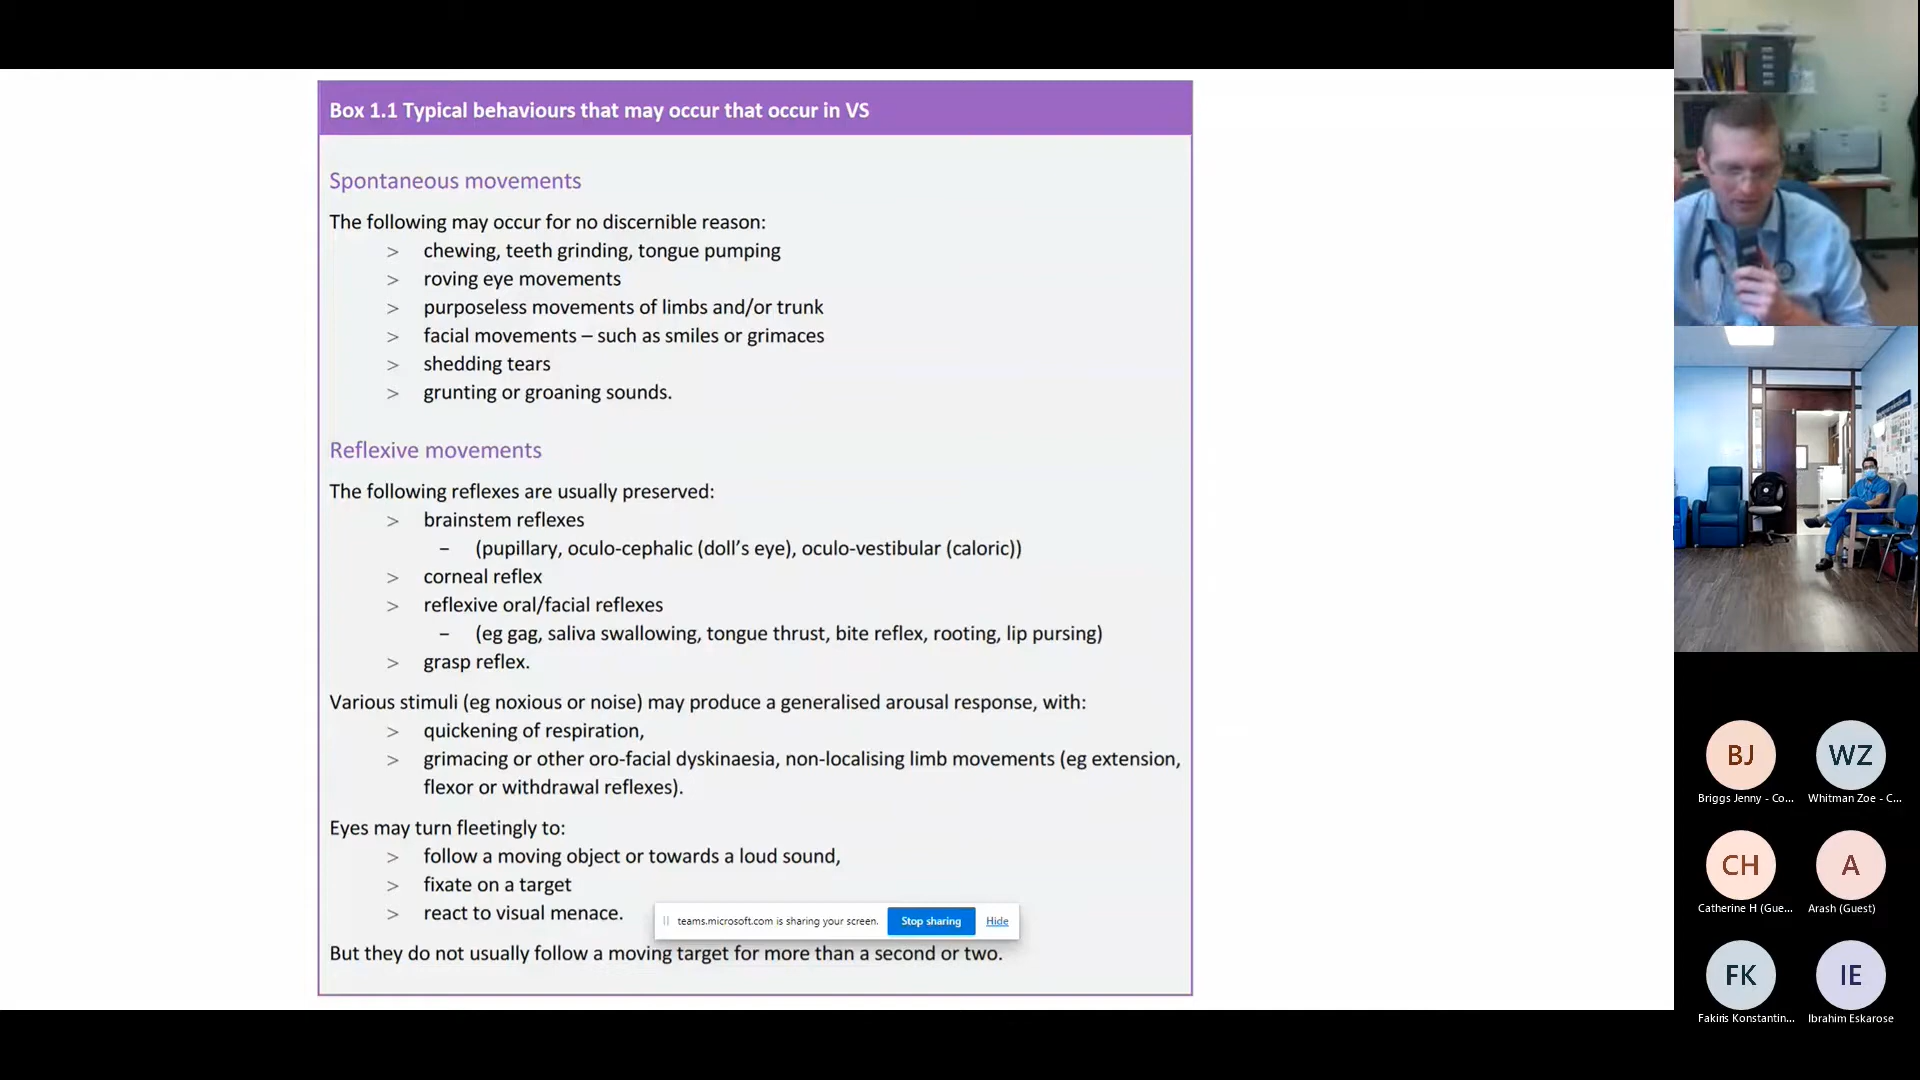 Box 1.1 Typical behaviours that may occur that occur in VS
Spontaneous movements
The following may occur for no discernible reason:
> chewing, teeth grinding, tongue pumping
> roving eye movements
> purposeless movements of limbs and/or trunk
> facial movements – such as smiles or grimaces
> shedding tears
> grunting or groaning sounds.
Reflexive movements
The following reflexes are usually preserved:
> brainstem reflexes
– (pupillary, oculo-cephalic (doll's eye), oculo-vestibular (caloric))
> corneal reflex
> reflexive oral/facial reflexes
– (eg gag, saliva swallowing, tongue thrust, bite reflex, rooting, lip pursing)
> grasp reflex.
Various stimuli (eg noxious or noise) may produce a generalised arousal response, with:
> quickening of respiration,
> grimacing or other oro-facial dyskinaesia, non-localising limb movements (eg extension,
flexor or withdrawal reflexes).
Eyes may turn fleetingly to:
> follow a moving object or towards a loud sound,
> fixate on a target
> react to visual menace.
teams.microsoft.com is sharing your screen. Stop sharing Hide
But they do not usually follow a moving target for more than a second or two.
BJ WZ
Briggs Jenny - Co... Whitman Zoe - C...
CH A
Catherine H (Gue... Arash (Guest)
FK IE
Fakiris Konstantin... Ibrahim Eskarose